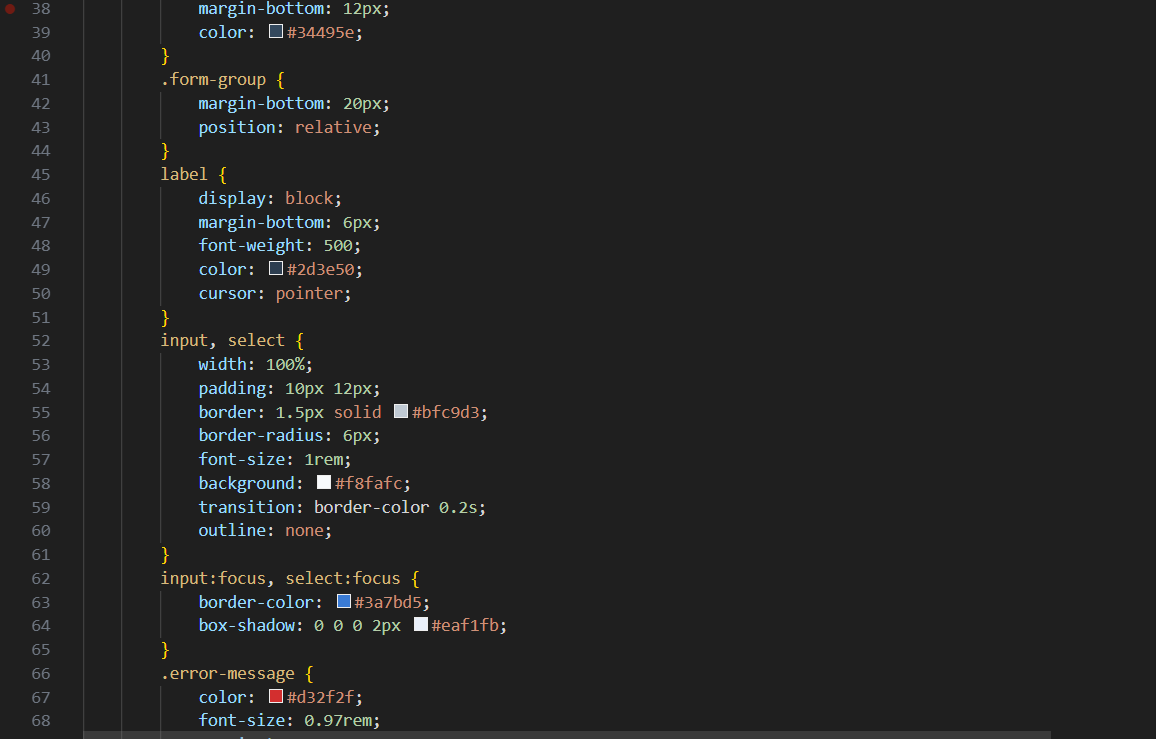 38 margin-bottom: 12px;
39 color: #34495e;
40 }
41 .form-group {
42 margin-bottom: 20px;
43 position: relative;
44 }
45 label {
46 display: block;
47 margin-bottom: 6px;
48 font-weight: 500;
49 color: #2d3e50;
50 cursor: pointer;
51 }
52 input, select {
53 width: 100%;
54 padding: 10px 12px;
55 border: 1.5px solid #bfc9d3;
56 border-radius: 6px;
57 font-size: 1rem;
58 background: #f8fafc;
59 transition: border-color 0.2s;
60 outline: none;
61 }
62 input:focus, select:focus {
63 border-color: #3a7bd5;
64 box-shadow: 0 0 0 2px #eaf1fb;
65 }
66 .error-message {
67 color: #d32f2f;
68 font-size: 0.97rem;